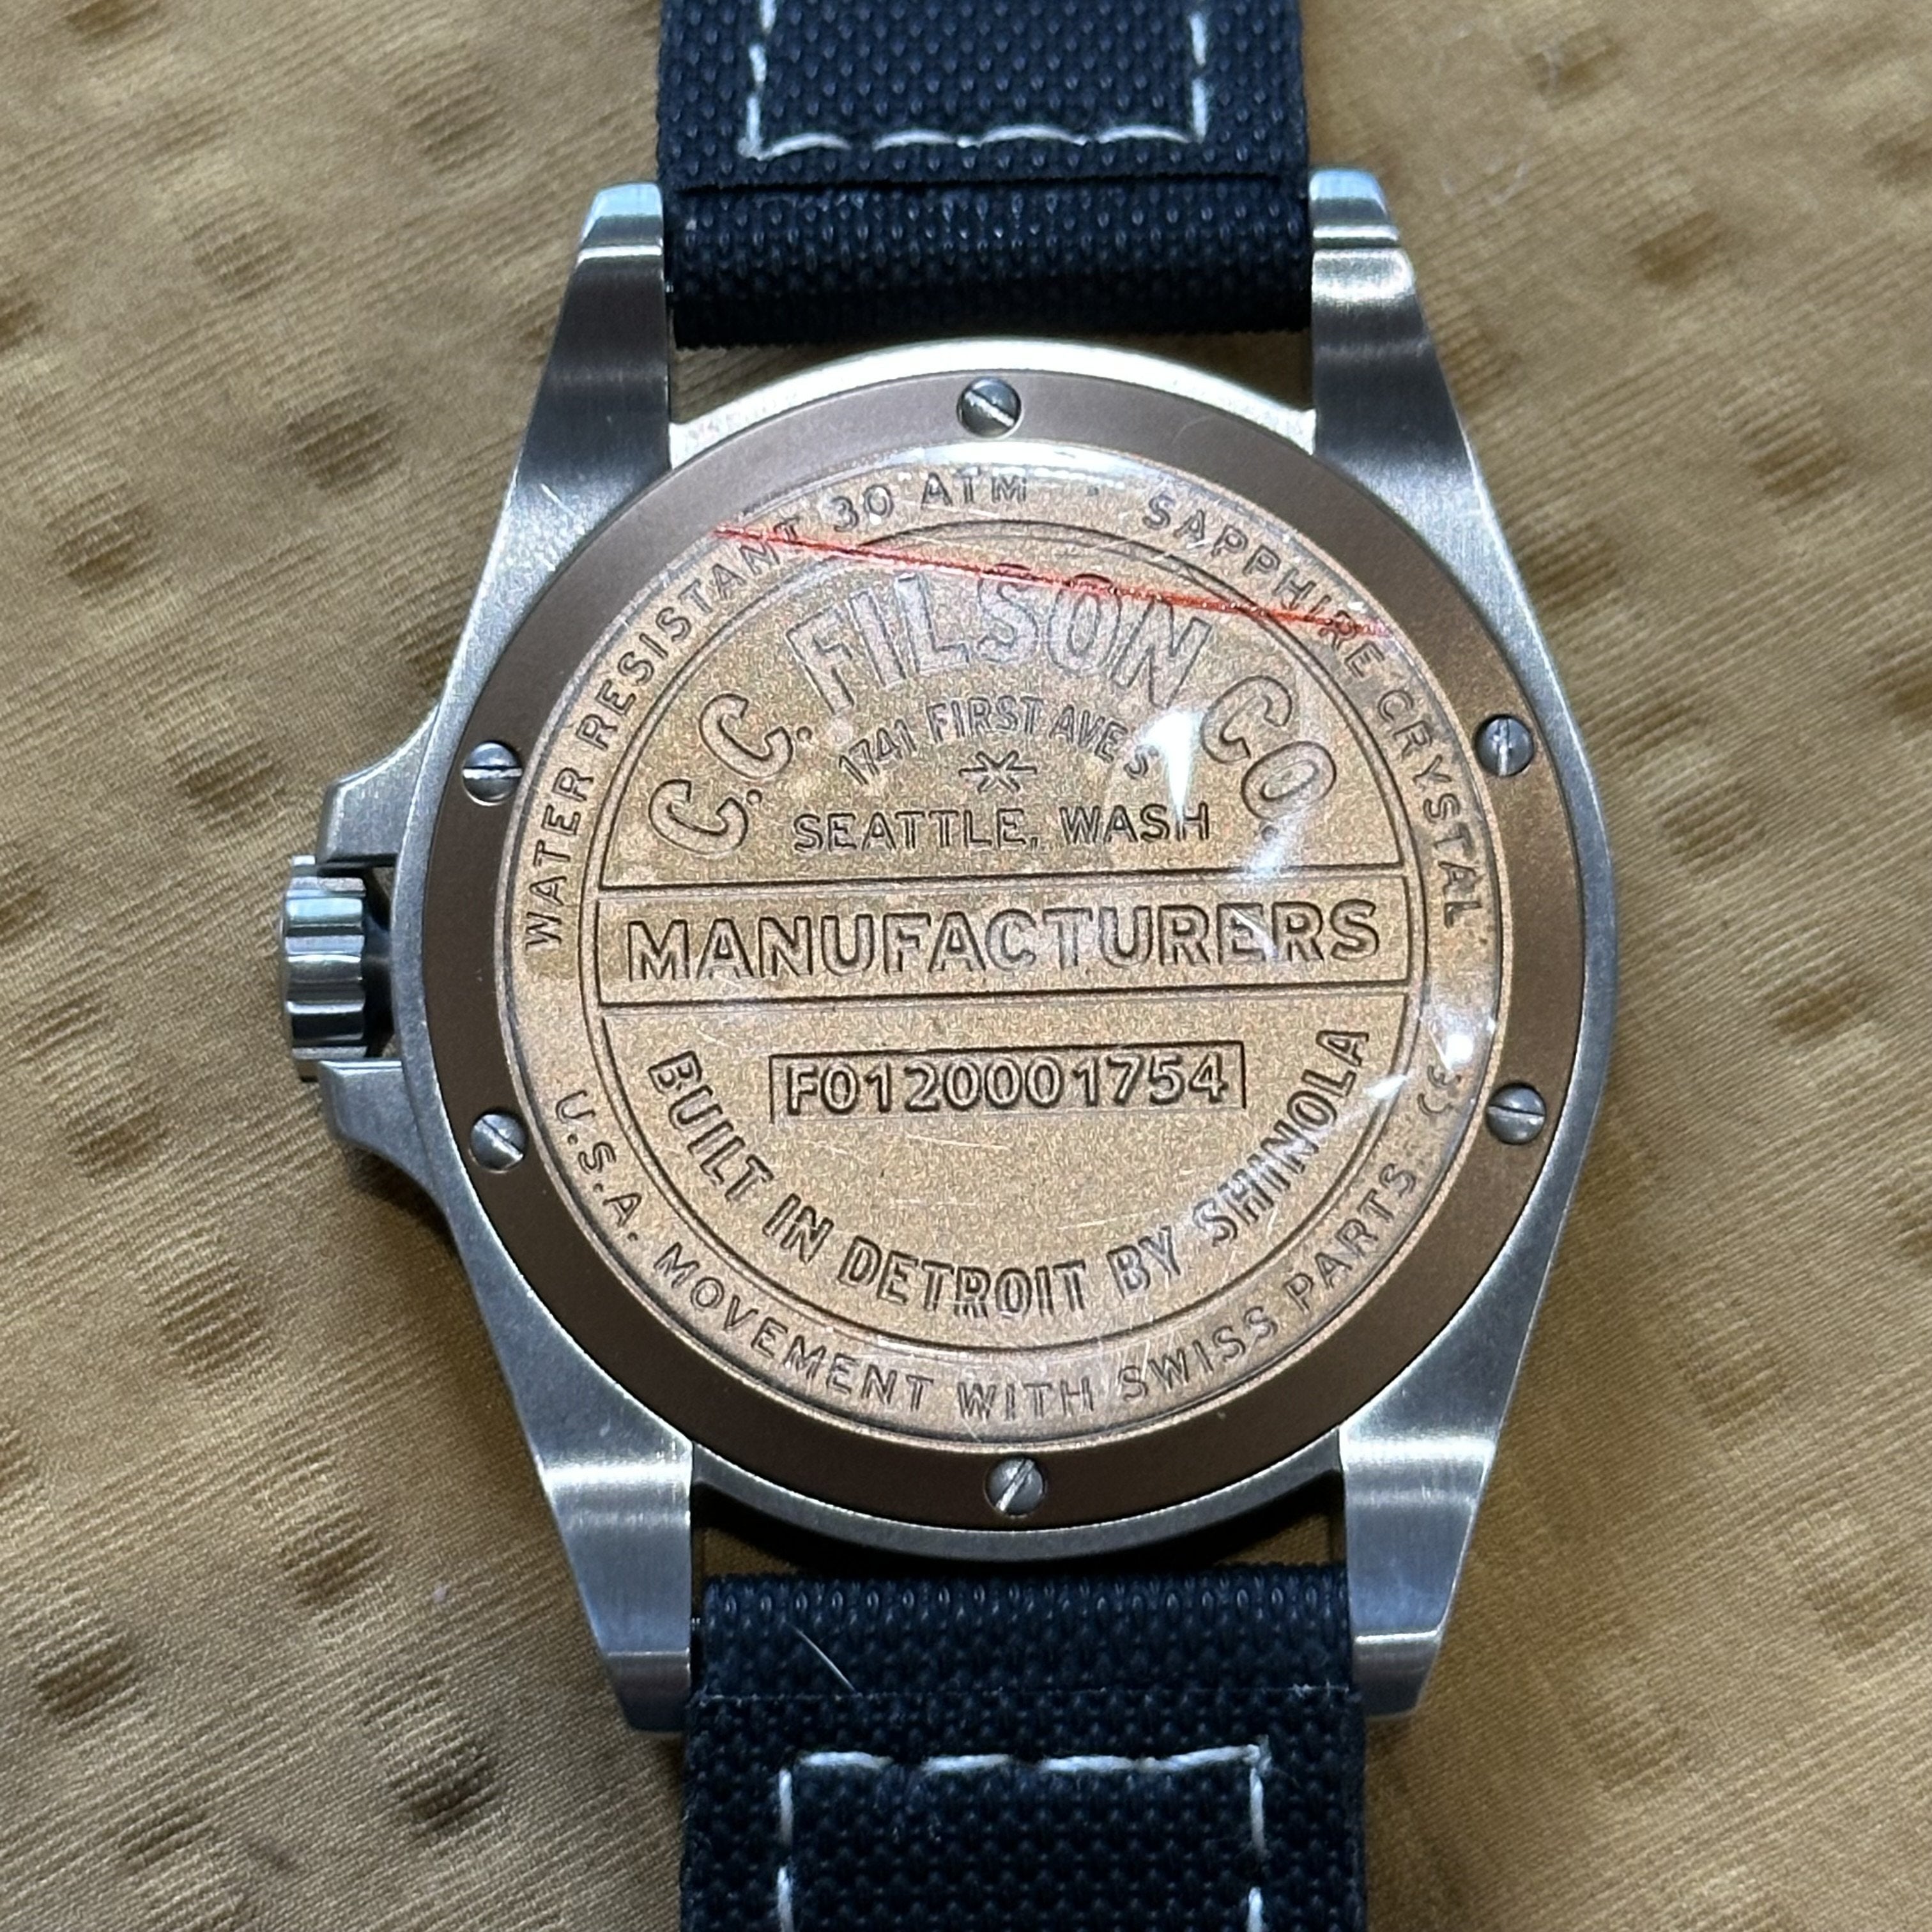 WATER RESISTANT 30 ATM · SAPPHIRE CRYSTAL
C.C. FILSON CO.
1741 FIRST AVE S
SEATTLE, WASH
MANUFACTURERS
F0120001754
BUILT IN DETROIT BY SHINOLA
U.S.A. MOVEMENT WITH SWISS PARTS CE